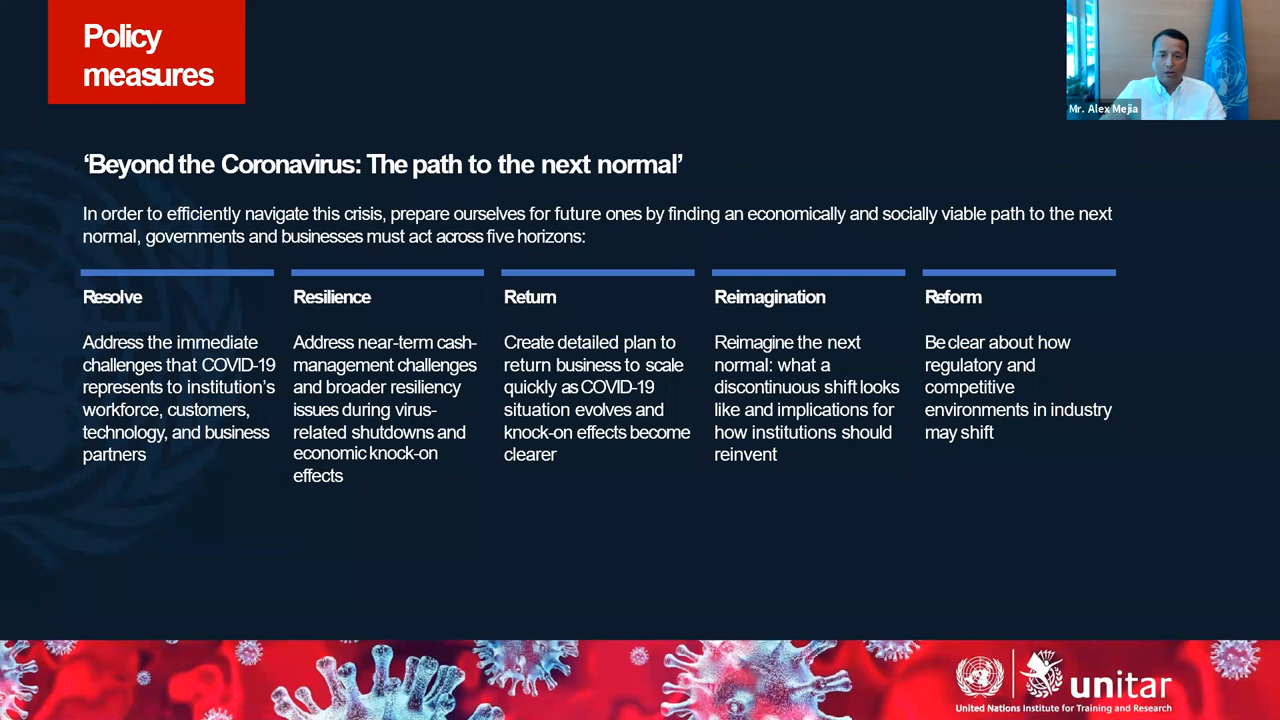 Policy
measures
Mr. Alex Mejia
‘Beyond the Coronavirus: The path to the next normal’
In order to efficiently navigate this crisis, prepare ourselves for future ones by finding an economically and socially viable path to the next
normal, governments and businesses must act across five horizons:
Resolve
Address the immediate
challenges that COVID-19
represents to institution’s
workforce, customers,
technology, and business
partners
Resilience
Address near-term cash-
management challenges
and broader resiliency
issues during virus-
related shutdowns and
economic knock-on
effects
Return
Create detailed plan to
return business to scale
quickly as COVID-19
situation evolves and
knock-on effects become
clearer
Reimagination
Reimagine the next
normal: what a
discontinuous shift looks
like and implications for
how institutions should
reinvent
Reform
Be clear about how
regulatory and
competitive
environments in industry
may shift
unitar
United Nations Institute for Training and Research